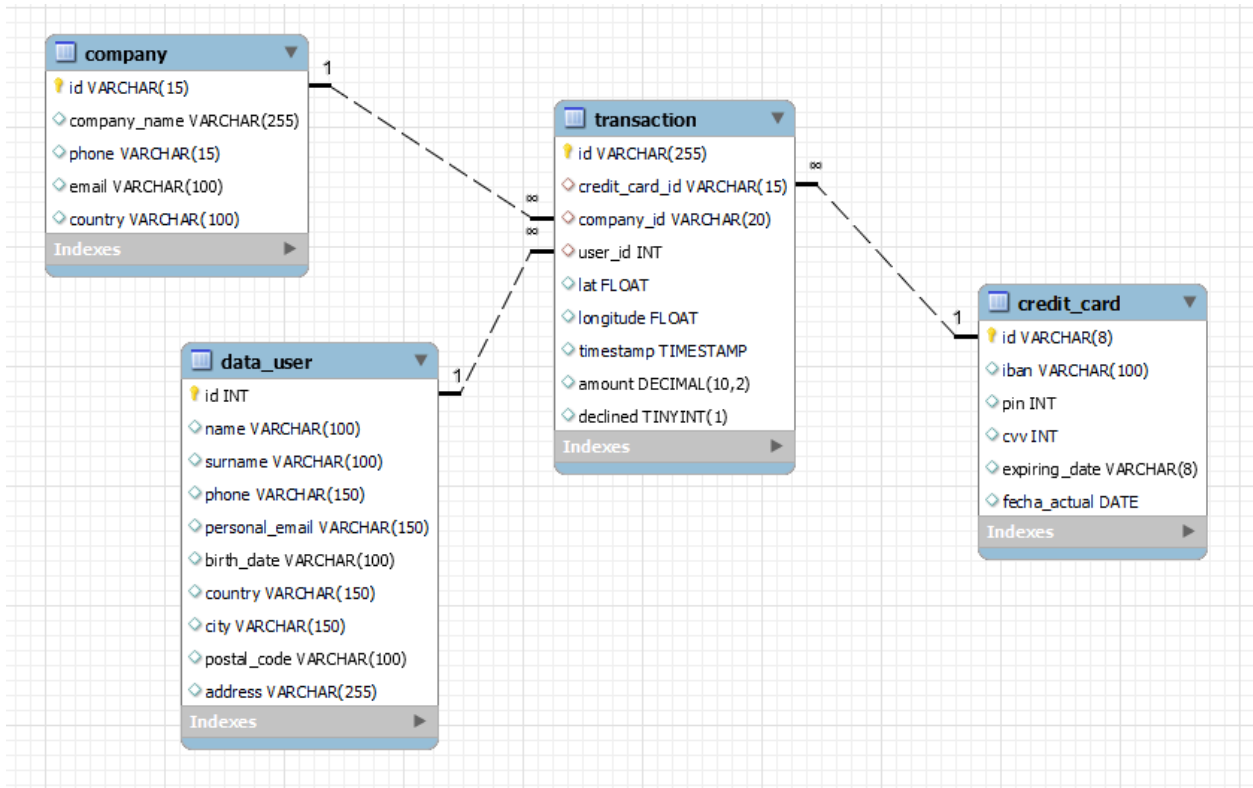 company
id VARCHAR(15)
company_name VARCHAR(255)
phone VARCHAR(15)
email VARCHAR(100)
country VARCHAR(100)
Indexes
1
∞
∞
transaction
id VARCHAR(255)
credit_card_id VARCHAR(15)
company_id VARCHAR(20)
user_id INT
lat FLOAT
longitude FLOAT
timestamp TIMESTAMP
amount DECIMAL(10,2)
declined TINYINT(1)
Indexes
∞
1
credit_card
id VARCHAR(8)
iban VARCHAR(100)
pin INT
cvv INT
expiring_date VARCHAR(8)
fecha_actual DATE
Indexes
data_user
id INT
name VARCHAR(100)
surname VARCHAR(100)
phone VARCHAR(150)
personal_email VARCHAR(150)
birth_date VARCHAR(100)
country VARCHAR(150)
city VARCHAR(150)
postal_code VARCHAR(100)
address VARCHAR(255)
Indexes
1